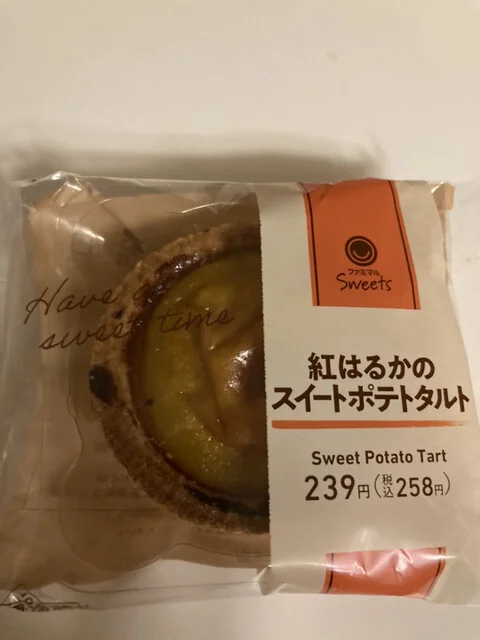 ファミマル
Sweets
Have a
sweet time
紅はるかの
スイートポテトタルト
Sweet Potato Tart
239円(税込258円)